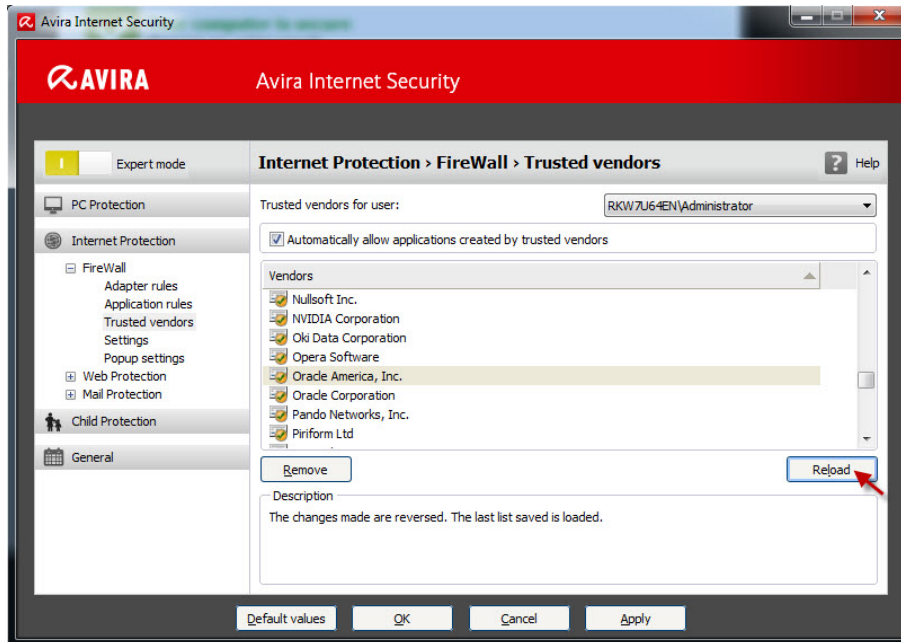 Avira Internet Security
computer is secure
AVIRA
Avira Internet Security
Expert mode
Internet Protection › FireWall › Trusted vendors
Help
PC Protection
Internet Protection
FireWall
Adapter rules
Application rules
Trusted vendors
Settings
Popup settings
Web Protection
Mail Protection
Child Protection
General
Trusted vendors for user:
RKW7U64EN\Administrator
Automatically allow applications created by trusted vendors
Vendors
Nullsoft Inc.
NVIDIA Corporation
Oki Data Corporation
Opera Software
Oracle America, Inc.
Oracle Corporation
Pando Networks, Inc.
Piriform Ltd
Remove
Reload
Description
The changes made are reversed. The last list saved is loaded.
Default values
OK
Cancel
Apply